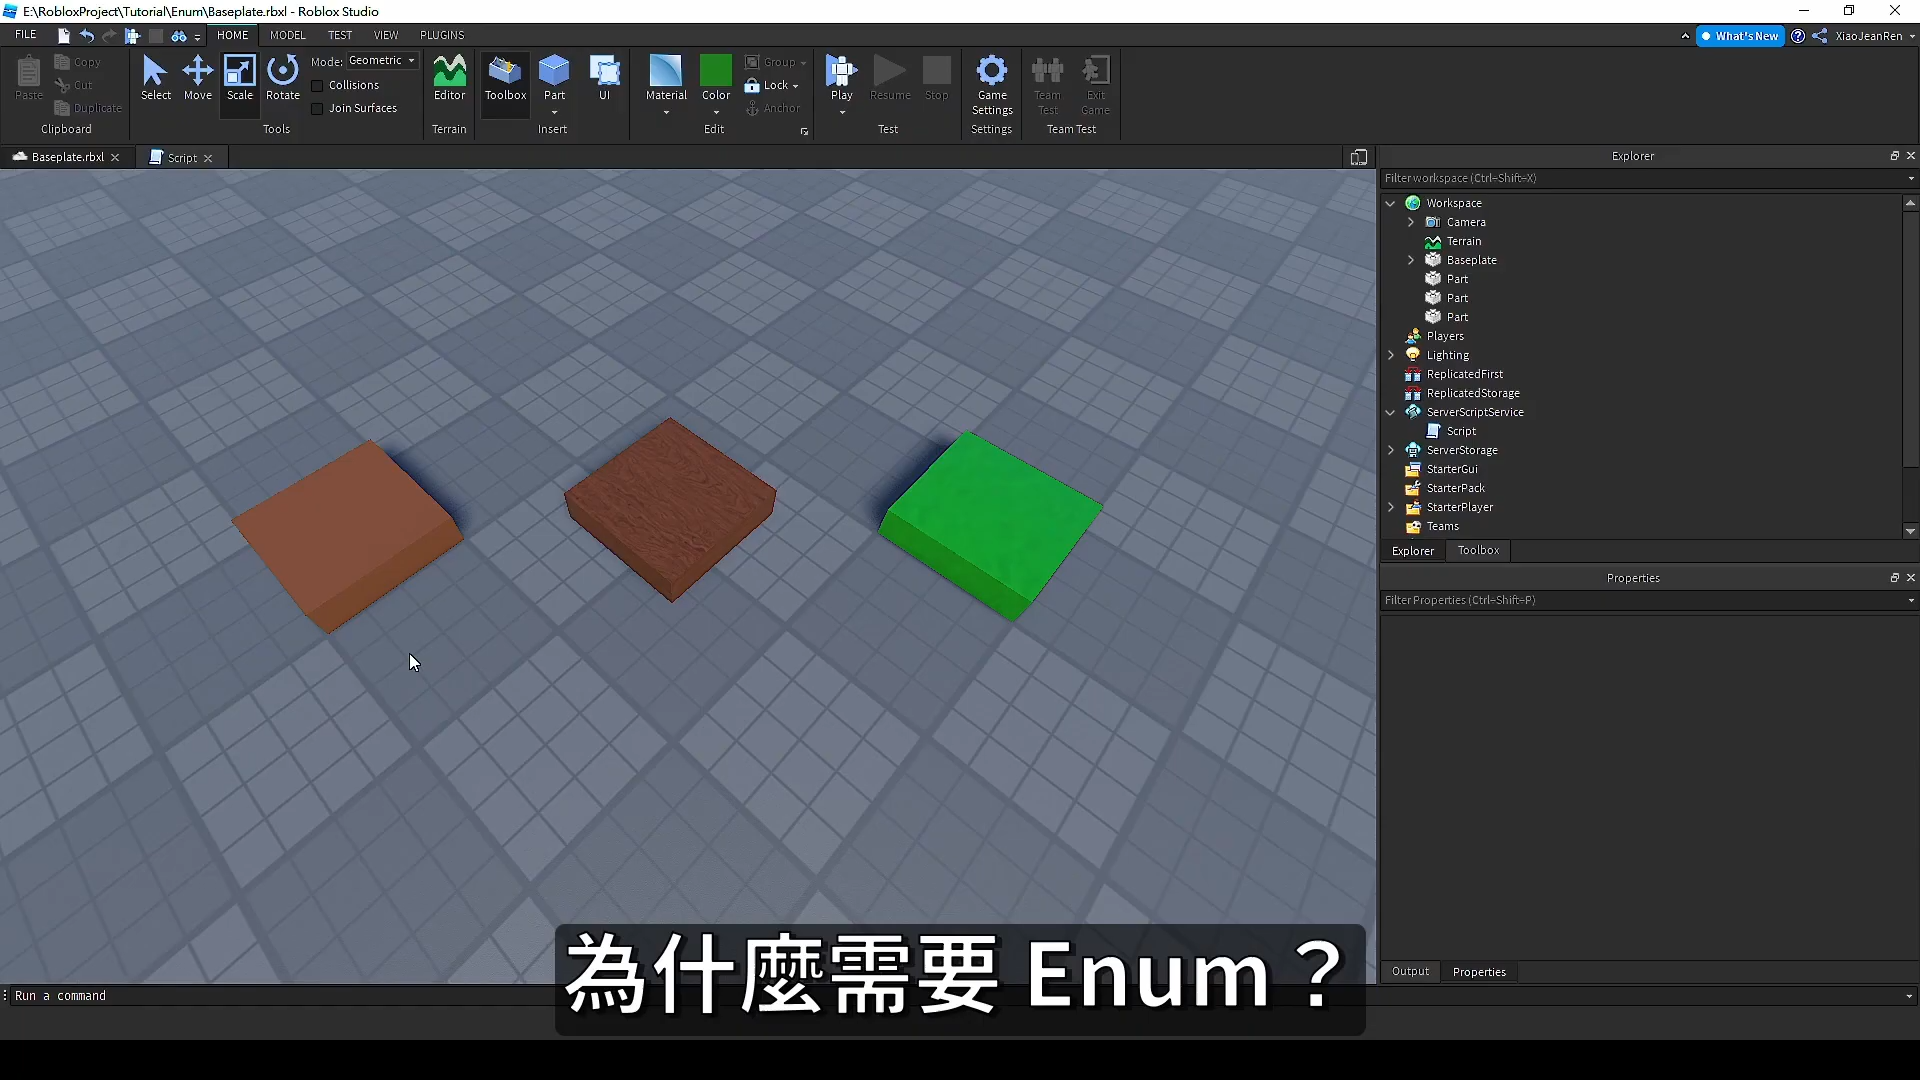 E:\RobloxProject\Tutorial\Enum\Baseplate.rbxl - Roblox Studio
FILE HOME MODEL TEST VIEW PLUGINS What's New XiaoJeanRen
Paste Copy Cut Duplicate
Select Move Scale Rotate
Mode: Geometric
Collisions
Join Surfaces
Editor Toolbox Part UI
Material Color Group Lock Anchor
Play Resume Stop
Game Settings
Team Test
Exit Game
Clipboard Tools Terrain Insert Edit Test Settings Team Test
Baseplate.rbxl Script
Explorer
Filter workspace (Ctrl+Shift+X)
Workspace
Camera
Terrain
Baseplate
Part
Part
Part
Players
Lighting
ReplicatedFirst
ReplicatedStorage
ServerScriptService
Script
ServerStorage
StarterGui
StarterPack
StarterPlayer
Teams
Explorer Toolbox
Properties
Filter Properties (Ctrl+Shift+P)
Output Properties
為什麼需要 Enum？
Run a command